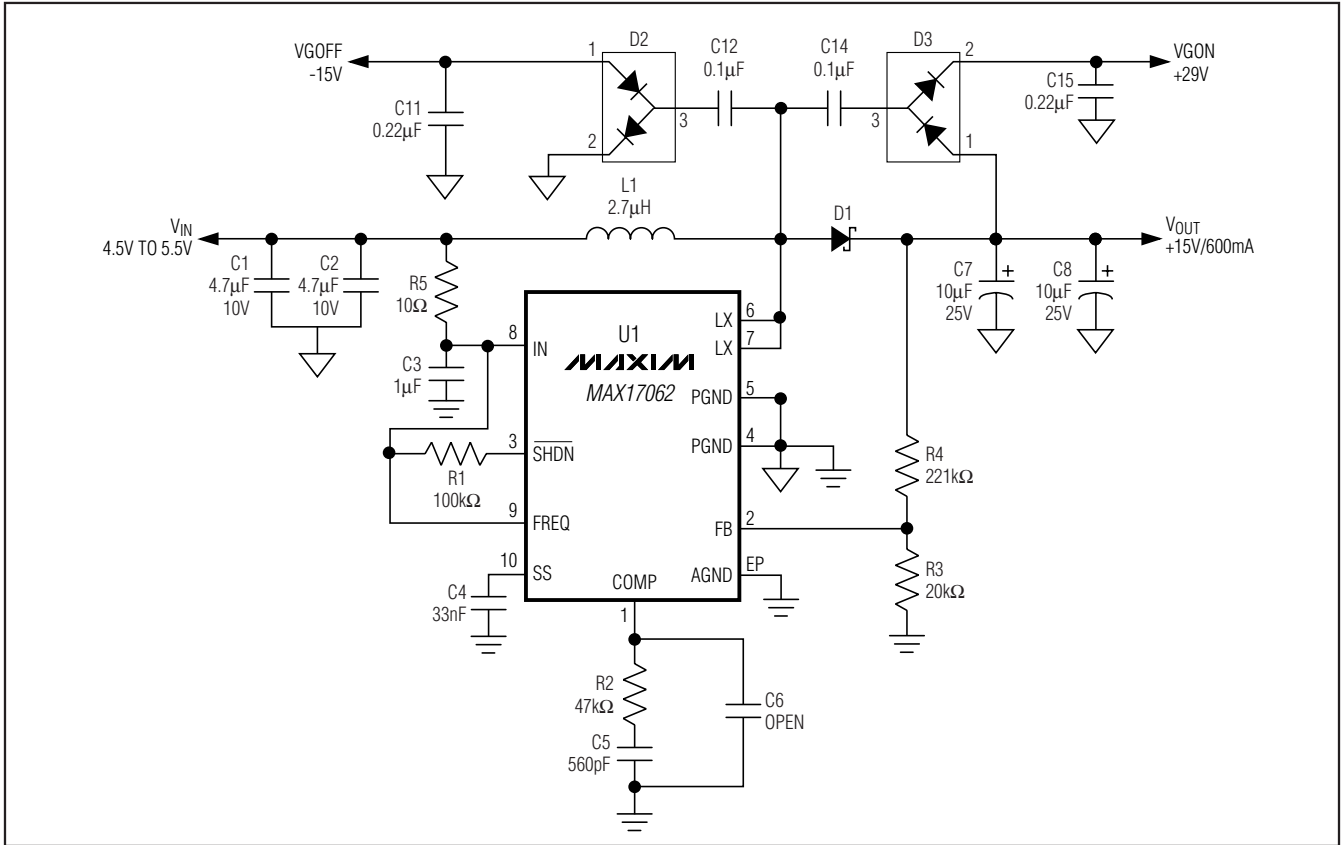 VGOFF
-15V
1
D2
C12
0.1µF
C14
0.1µF
D3
2
VGON
+29V
C11
0.22µF
3
3
C15
0.22µF
2
1
VIN
4.5V TO 5.5V
L1
2.7µH
D1
VOUT
+15V/600mA
C1
4.7µF
10V
C2
4.7µF
10V
R5
10Ω
C7
10µF
25V
+
C8
10µF
25V
+
8
IN
U1
MAXIM
MAX17062
LX
6
LX
7
C3
1µF
PGND
5
PGND
4
R1
100kΩ
3
SHDN
R4
221kΩ
9
FREQ
FB
2
10
SS
AGND
EP
R3
20kΩ
C4
33nF
COMP
1
R2
47kΩ
C6
OPEN
C5
560pF